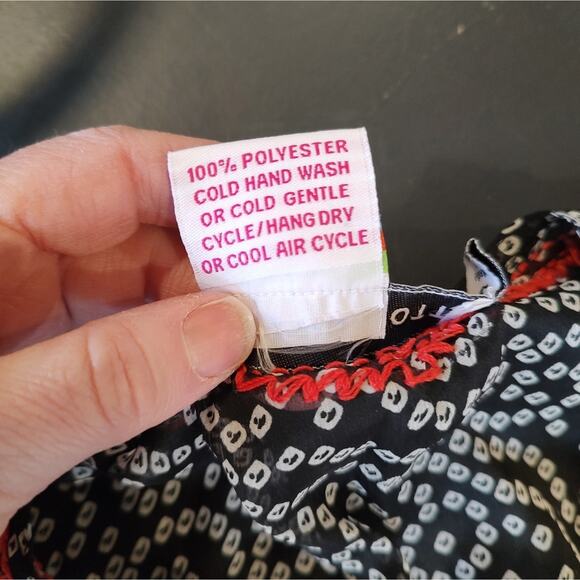 100% POLYESTER
COLD HAND WASH
OR COLD GENTLE
CYCLE/HANG DRY
OR COOL AIR CYCLE